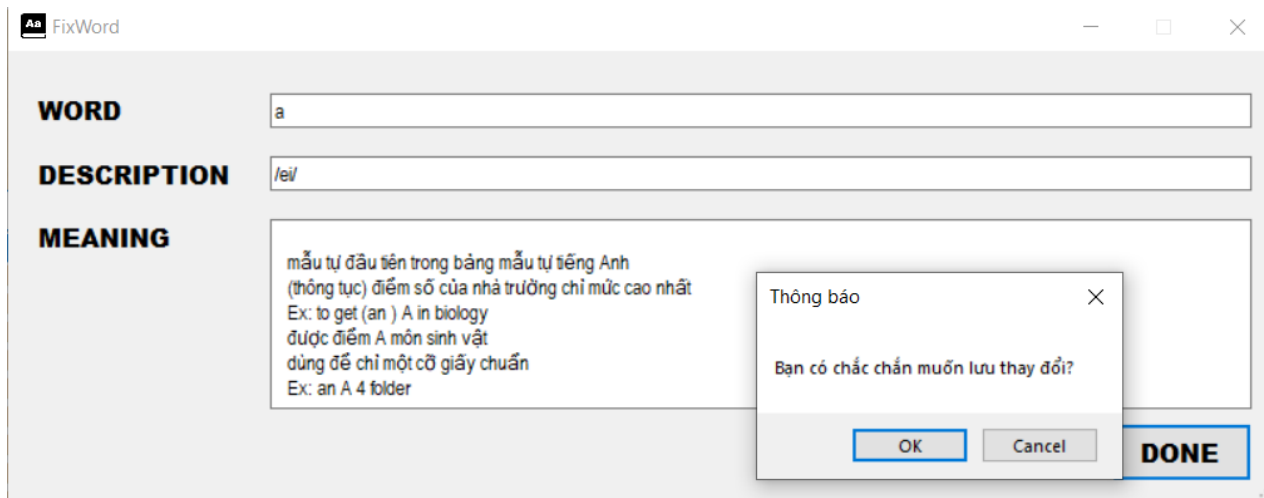 Aa FixWord
WORD
a
DESCRIPTION
/ei/
MEANING
mẫu tự đầu tiên trong bảng mẫu tự tiếng Anh
(thông tục) điểm số của nhà trường chỉ mức cao nhất
Ex: to get (an ) A in biology
được điểm A môn sinh vật
dùng để chỉ một cỡ giấy chuẩn
Ex: an A 4 folder
Thông báo
Bạn có chắc chắn muốn lưu thay đổi?
OK
Cancel
DONE